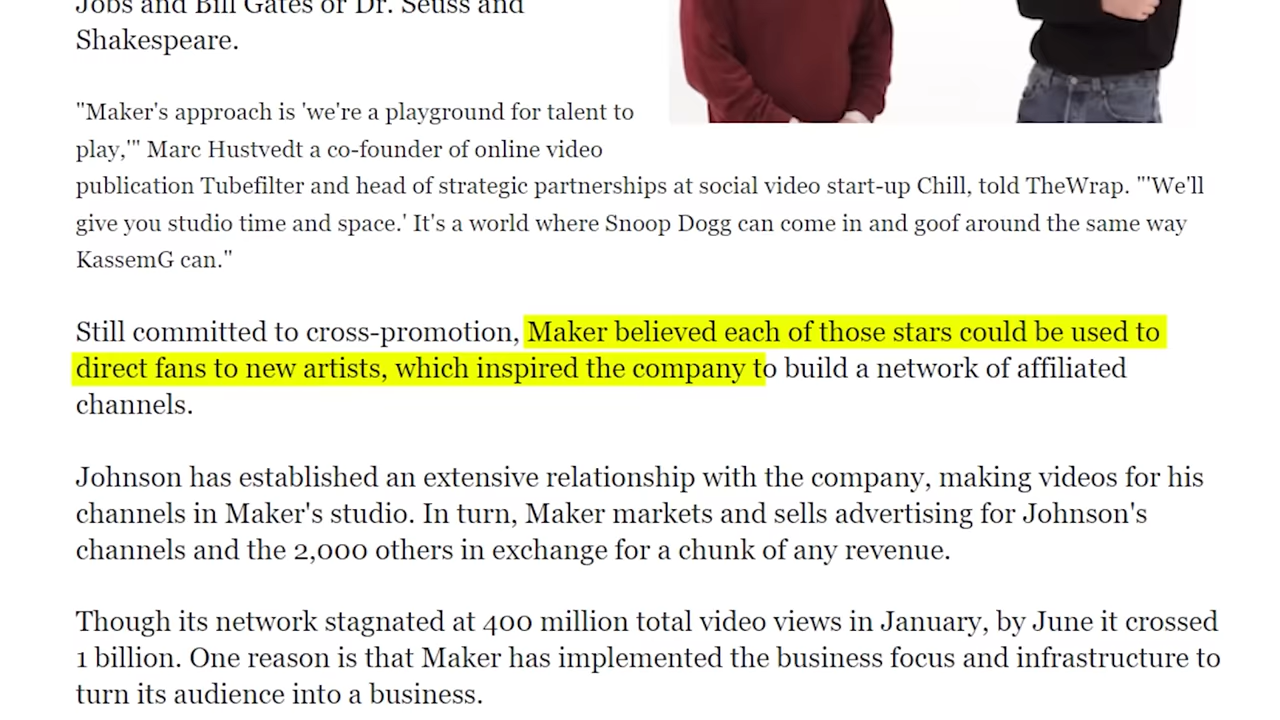 Jobs and Bill Gates or Dr. Seuss and
Shakespeare.
"Maker's approach is 'we're a playground for talent to
play,'" Marc Hustvedt a co-founder of online video
publication Tubefilter and head of strategic partnerships at social video start-up Chill, told TheWrap. "'We'll
give you studio time and space.' It's a world where Snoop Dogg can come in and goof around the same way
KassemG can."
Still committed to cross-promotion, Maker believed each of those stars could be used to
direct fans to new artists, which inspired the company to build a network of affiliated
channels.
Johnson has established an extensive relationship with the company, making videos for his
channels in Maker's studio. In turn, Maker markets and sells advertising for Johnson's
channels and the 2,000 others in exchange for a chunk of any revenue.
Though its network stagnated at 400 million total video views in January, by June it crossed
1 billion. One reason is that Maker has implemented the business focus and infrastructure to
turn its audience into a business.